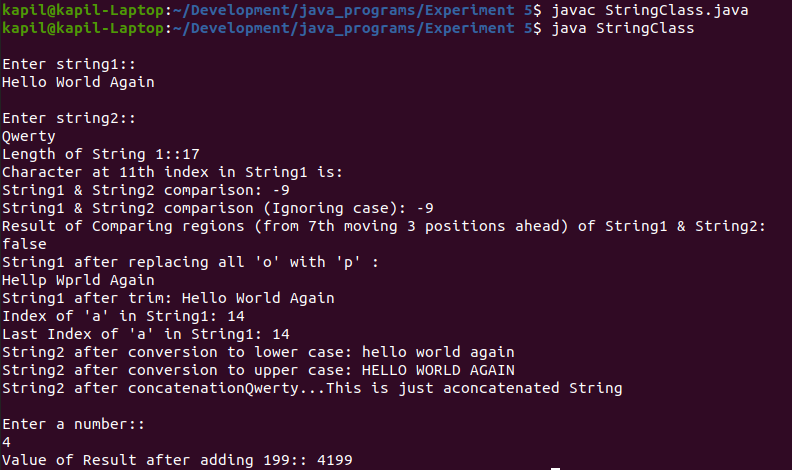 kapil@kapil-Laptop:~/Development/java_programs/Experiment 5$ javac StringClass.java
kapil@kapil-Laptop:~/Development/java_programs/Experiment 5$ java StringClass
Enter string1::
Hello World Again
Enter string2::
Qwerty
Length of String 1::17
Character at 11th index in String1 is:
String1 & String2 comparison: -9
String1 & String2 comparison (Ignoring case): -9
Result of Comparing regions (from 7th moving 3 positions ahead) of String1 & String2:
false
String1 after replacing all 'o' with 'p' :
Hellp Wprld Again
String1 after trim: Hello World Again
Index of 'a' in String1: 14
Last Index of 'a' in String1: 14
String2 after conversion to lower case: hello world again
String2 after conversion to upper case: HELLO WORLD AGAIN
String2 after concatenationQwerty...This is just aconcatenated String
Enter a number::
4
Value of Result after adding 199:: 4199